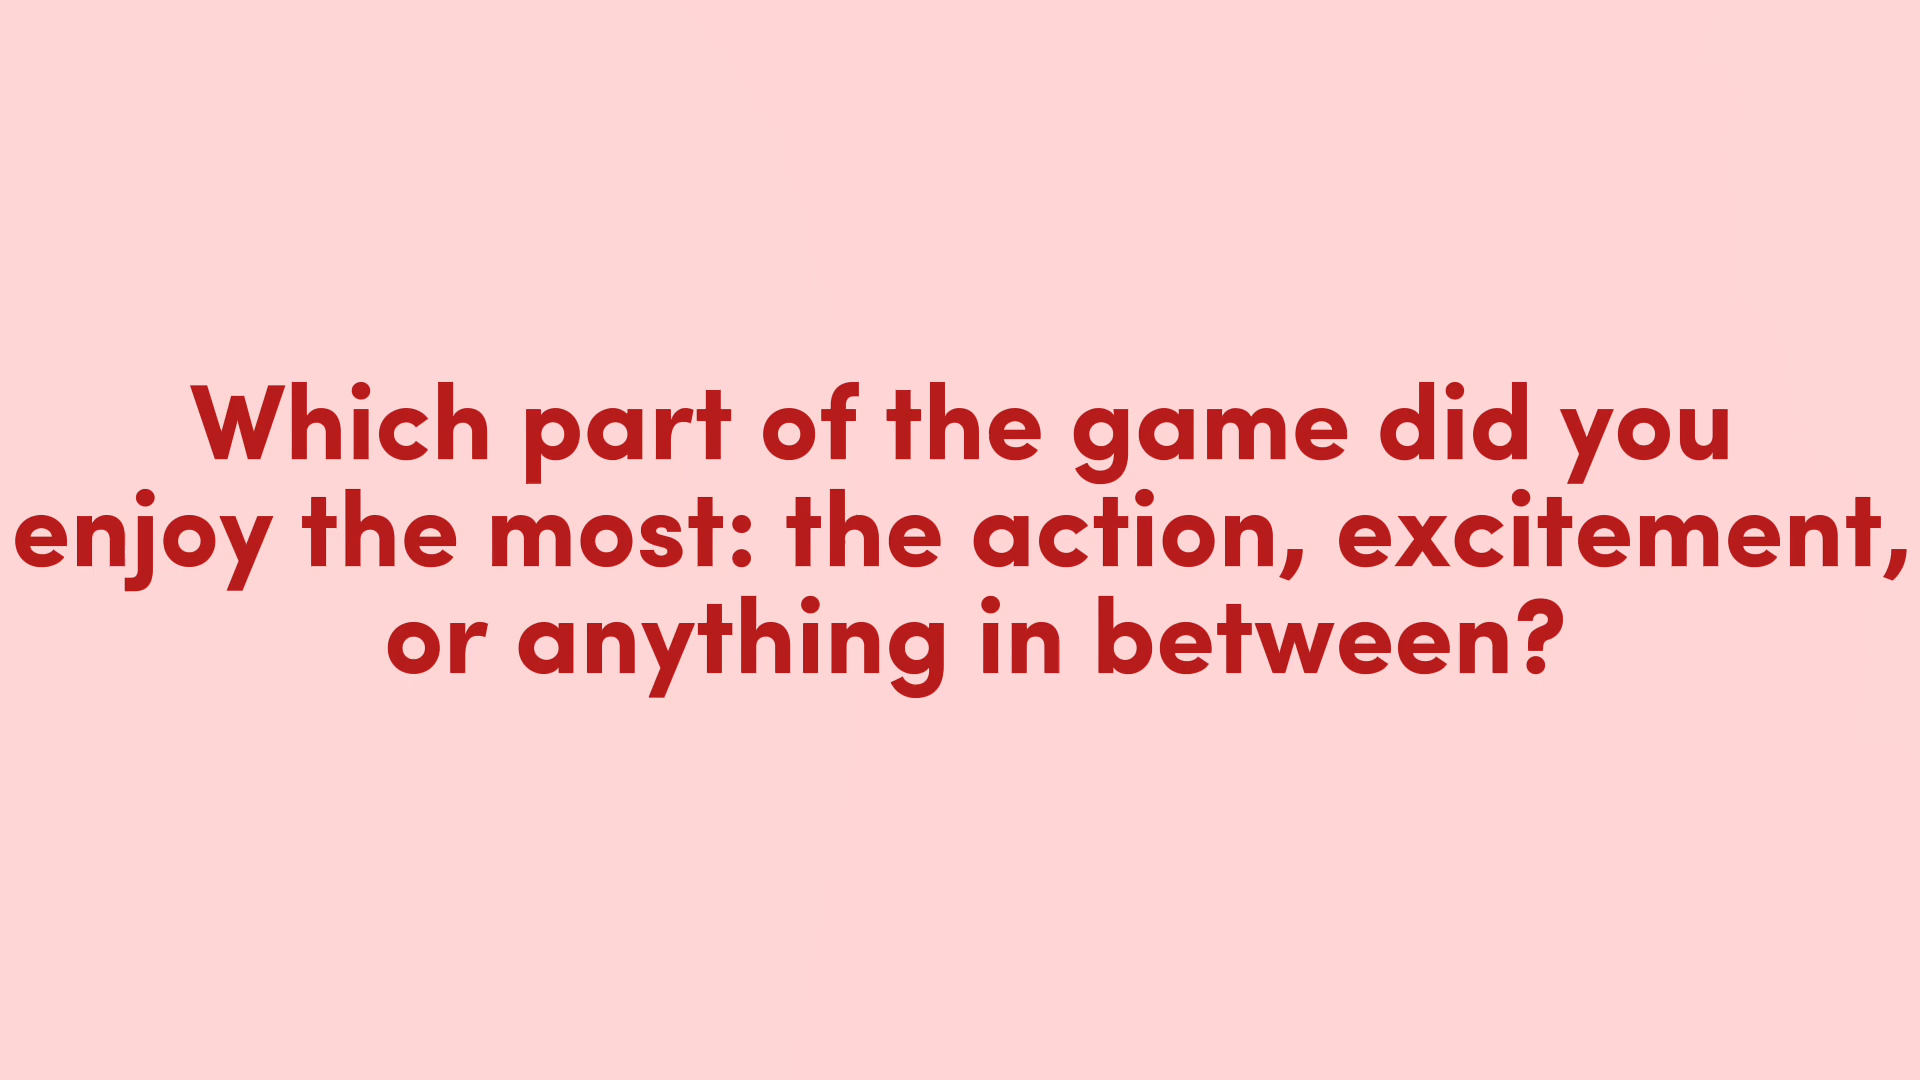 Which part of the game did you
enjoy the most: the action, excitement,
or anything in between?